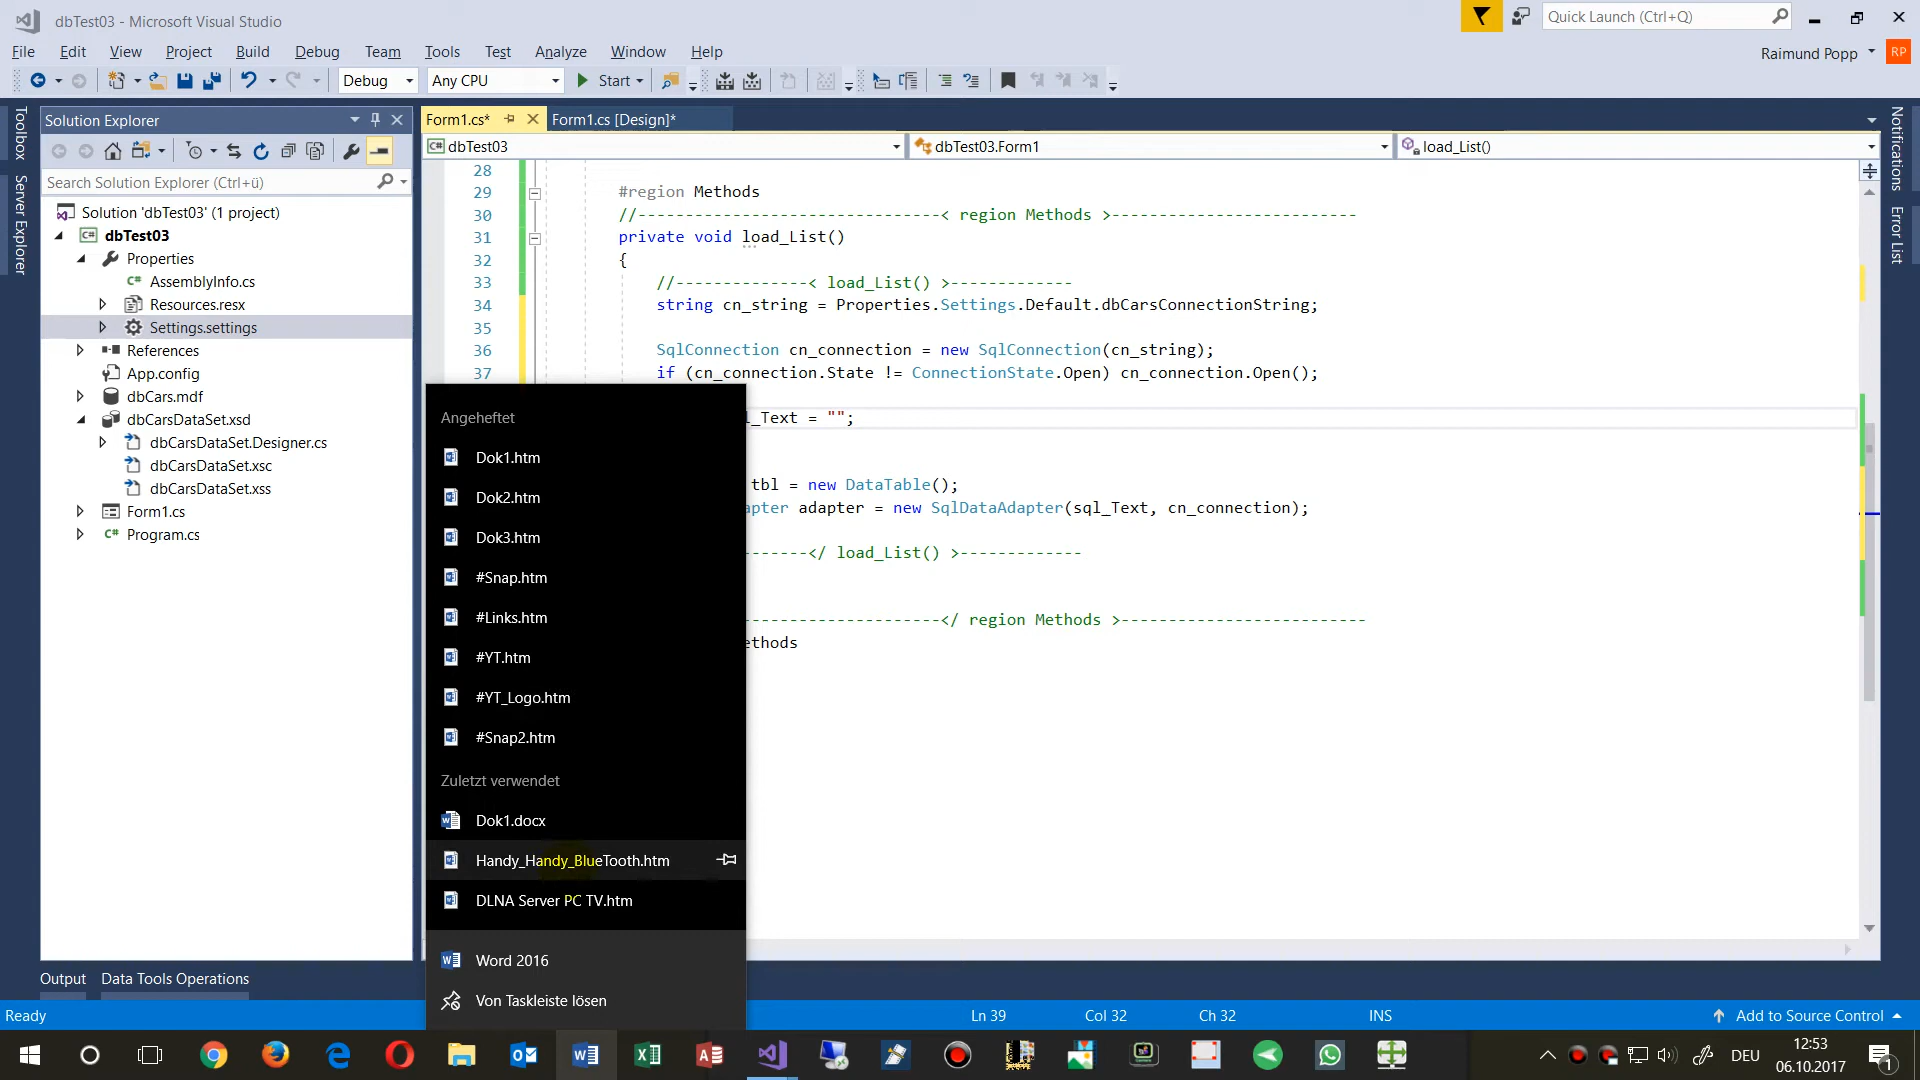 dbTest03 - Microsoft Visual Studio
Quick Launch (Ctrl+Q)
File Edit View Project Build Debug Team Tools Test Analyze Window Help
Raimund Popp RP
Debug Any CPU Start
Toolbox
Server Explorer
Solution Explorer
Search Solution Explorer (Ctrl+ü)
Solution 'dbTest03' (1 project)
dbTest03
Properties
AssemblyInfo.cs
Resources.resx
Settings.settings
References
App.config
dbCars.mdf
dbCarsDataSet.xsd
dbCarsDataSet.Designer.cs
dbCarsDataSet.xsc
dbCarsDataSet.xss
Form1.cs
Program.cs
Form1.cs* Form1.cs [Design]*
dbTest03 dbTest03.Form1 load_List()
28
29 #region Methods
30 //--------------------------------< region Methods >--------------------------
31 private void load_List()
32 {
33 //--------------< load_List() >-------------
34 string cn_string = Properties.Settings.Default.dbCarsConnectionString;
35
36 SqlConnection cn_connection = new SqlConnection(cn_string);
37 if (cn_connection.State != ConnectionState.Open) cn_connection.Open();
l_Text = "";
tbl = new DataTable();
apter adapter = new SqlDataAdapter(sql_Text, cn_connection);
-------</ load_List() >-------------
---------------------</ region Methods >--------------------------
ethods
Angeheftet
Dok1.htm
Dok2.htm
Dok3.htm
#Snap.htm
#Links.htm
#YT.htm
#YT_Logo.htm
#Snap2.htm
Zuletzt verwendet
Dok1.docx
Handy_Handy_BlueTooth.htm
DLNA Server PC TV.htm
Word 2016
Von Taskleiste lösen
Notifications
Error List
Output Data Tools Operations
Ready Ln 39 Col 32 Ch 32 INS Add to Source Control
DEU
12:53
06.10.2017
1